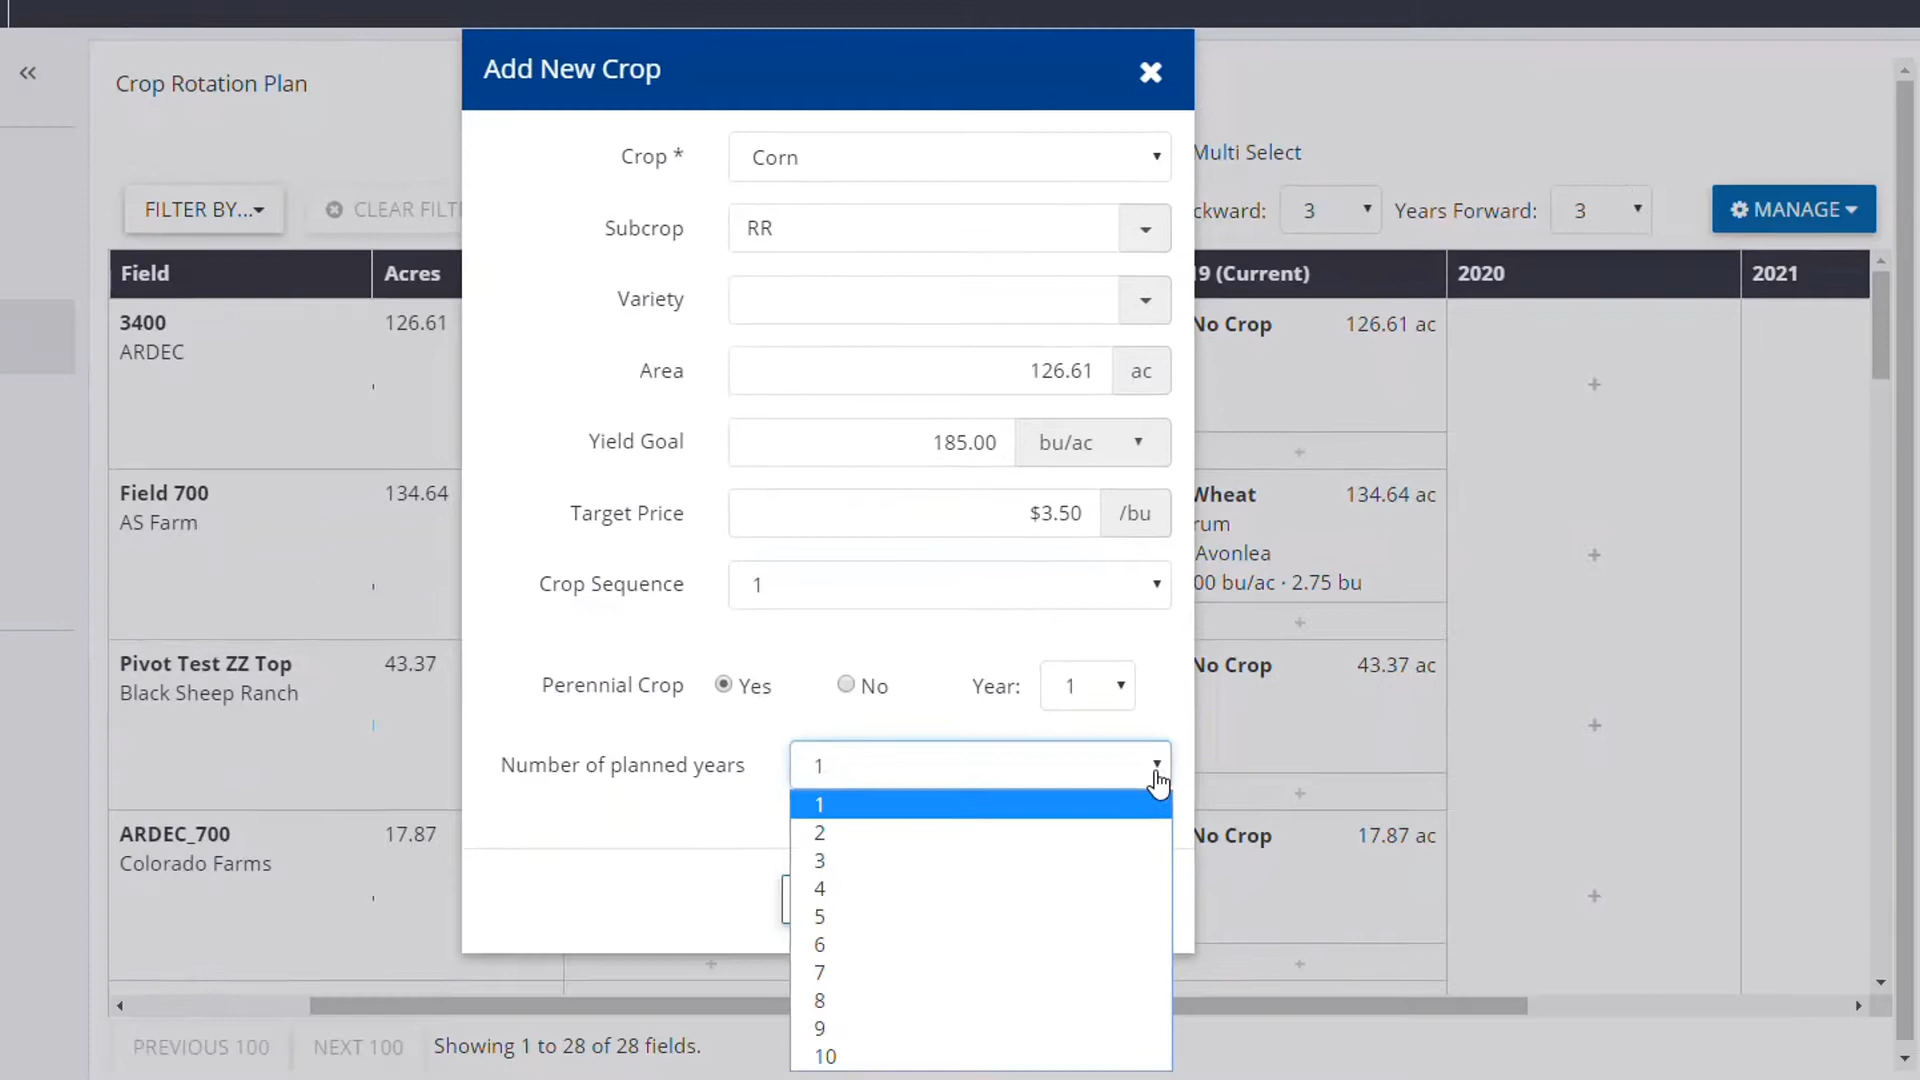 Crop Rotation Plan
FILTER BY...
CLEAR FILT
Multi Select
ckward: 3 Years Forward: 3
MANAGE
Field Acres 9 (Current) 2020 2021
3400 126.61 No Crop 126.61 ac
ARDEC
+
+
Field 700 134.64 Wheat 134.64 ac
AS Farm rum
Avonlea
00 bu/ac · 2.75 bu
+
+
Pivot Test ZZ Top 43.37 No Crop 43.37 ac
Black Sheep Ranch
+
+
ARDEC_700 17.87 No Crop 17.87 ac
Colorado Farms
+
+ +
PREVIOUS 100 NEXT 100 Showing 1 to 28 of 28 fields.
Add New Crop
Crop * Corn
Subcrop RR
Variety
Area 126.61 ac
Yield Goal 185.00 bu/ac
Target Price $3.50 /bu
Crop Sequence 1
Perennial Crop Yes No Year: 1
Number of planned years 1
1
2
3
4
5
6
7
8
9
10